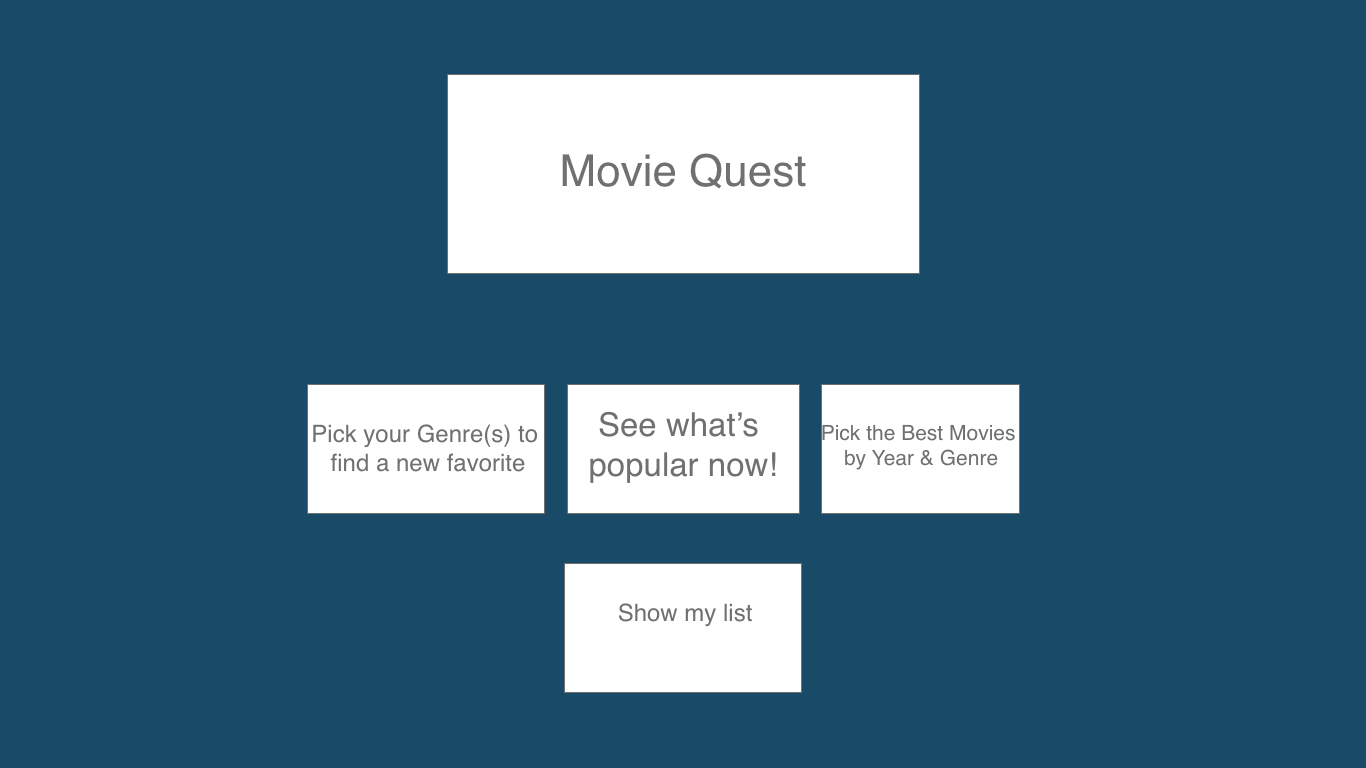 Movie Quest
Pick your Genre(s) to
find a new favorite
See what’s
popular now!
Pick the Best Movies
by Year & Genre
Show my list